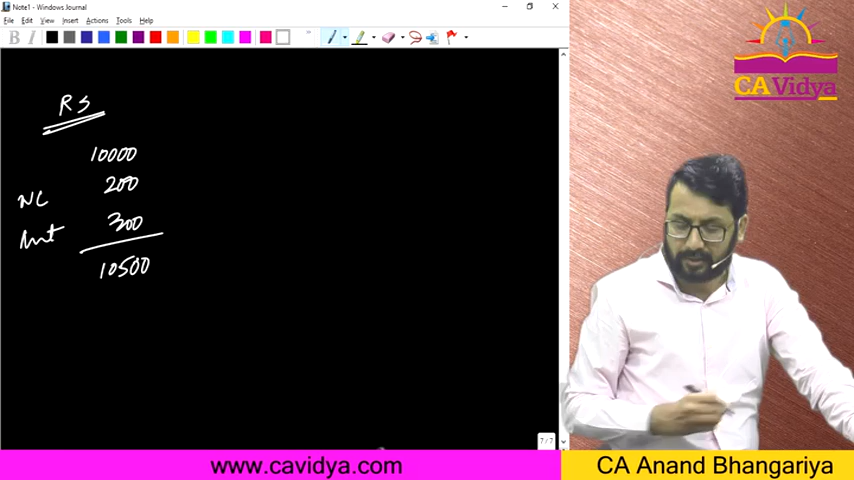 Note1 - Windows Journal
File Edit View Insert Actions Tools Help
B I
RS
10000
200
NC
300
Int
10500
7/7
CA Vidya
www.cavidya.com
CA Anand Bhangariya